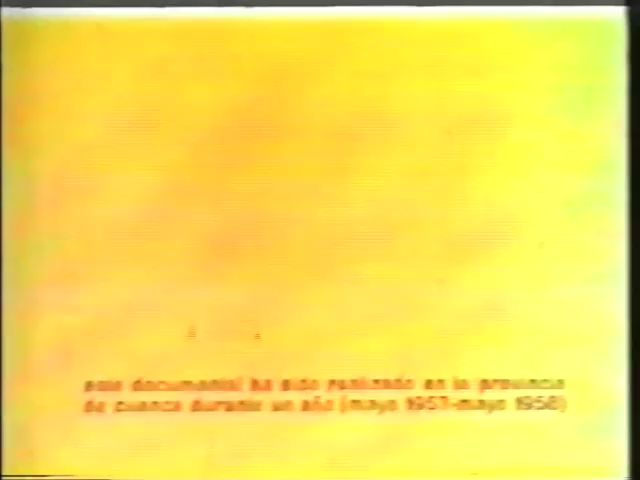 este documental ha sido realizado en la provincia
de cuenca durante un año (mayo 1957-mayo 1958)